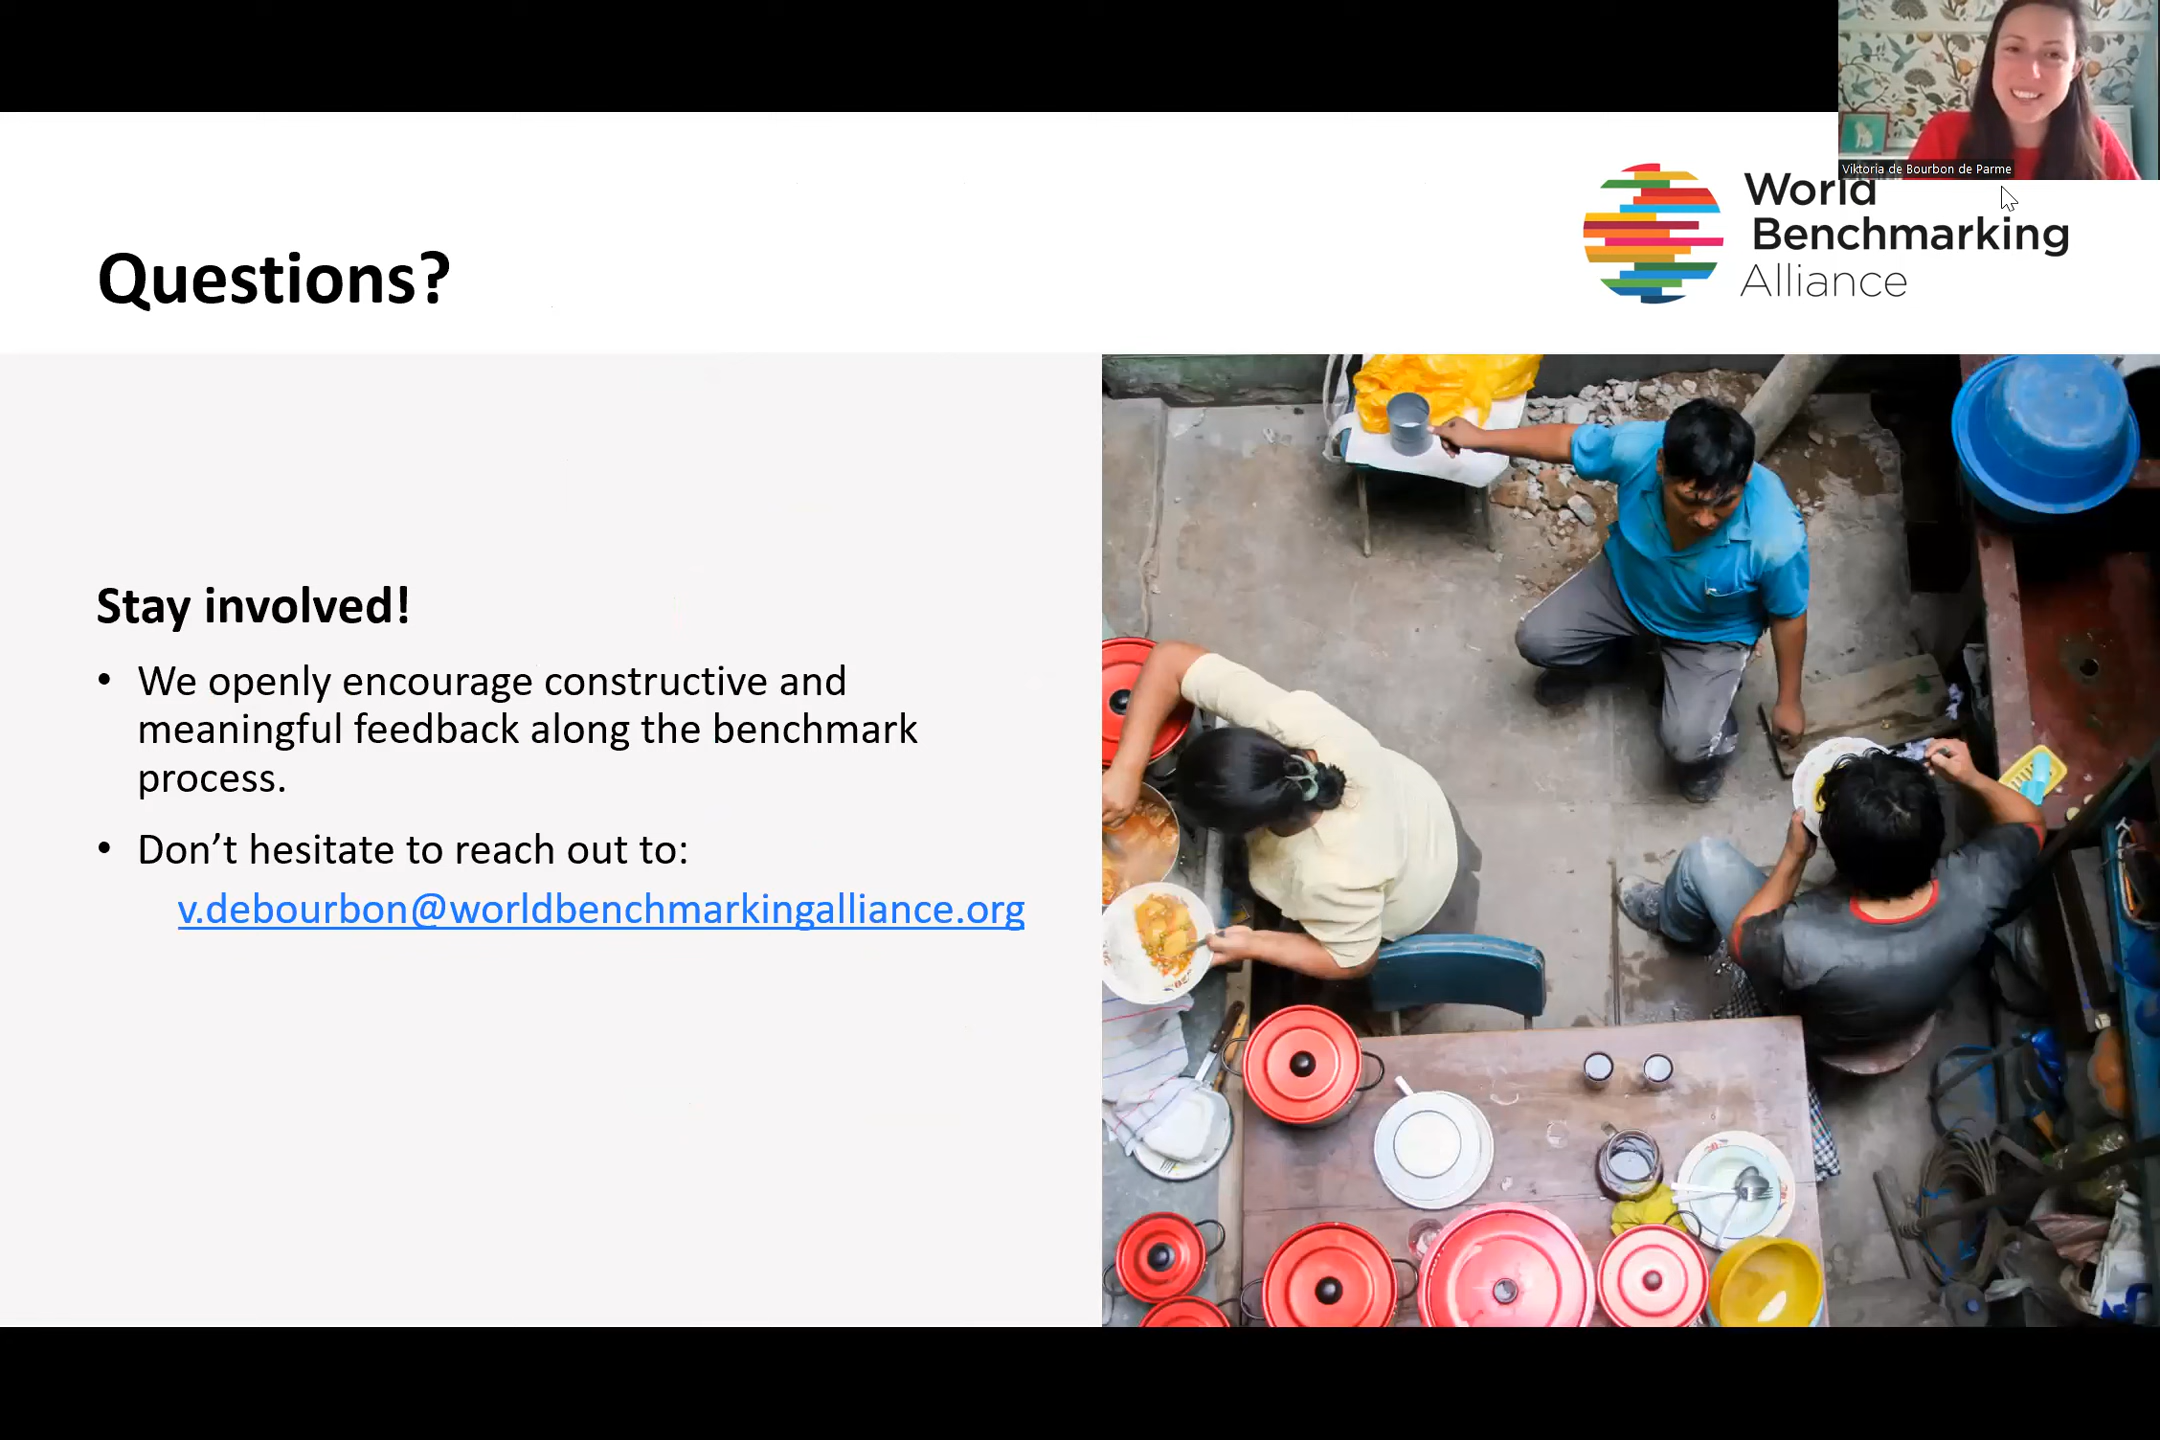 Viktoria de Bourbon de Parme
World
Benchmarking
Alliance
Questions?
Stay involved!
• We openly encourage constructive and
meaningful feedback along the benchmark
process.
• Don’t hesitate to reach out to:
v.debourbon@worldbenchmarkingalliance.org